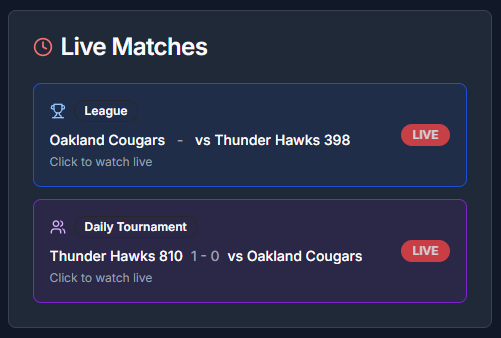 Live Matches
League
Oakland Cougars - vs Thunder Hawks 398
LIVE
Click to watch live
Daily Tournament
Thunder Hawks 810 1 - 0 vs Oakland Cougars
LIVE
Click to watch live